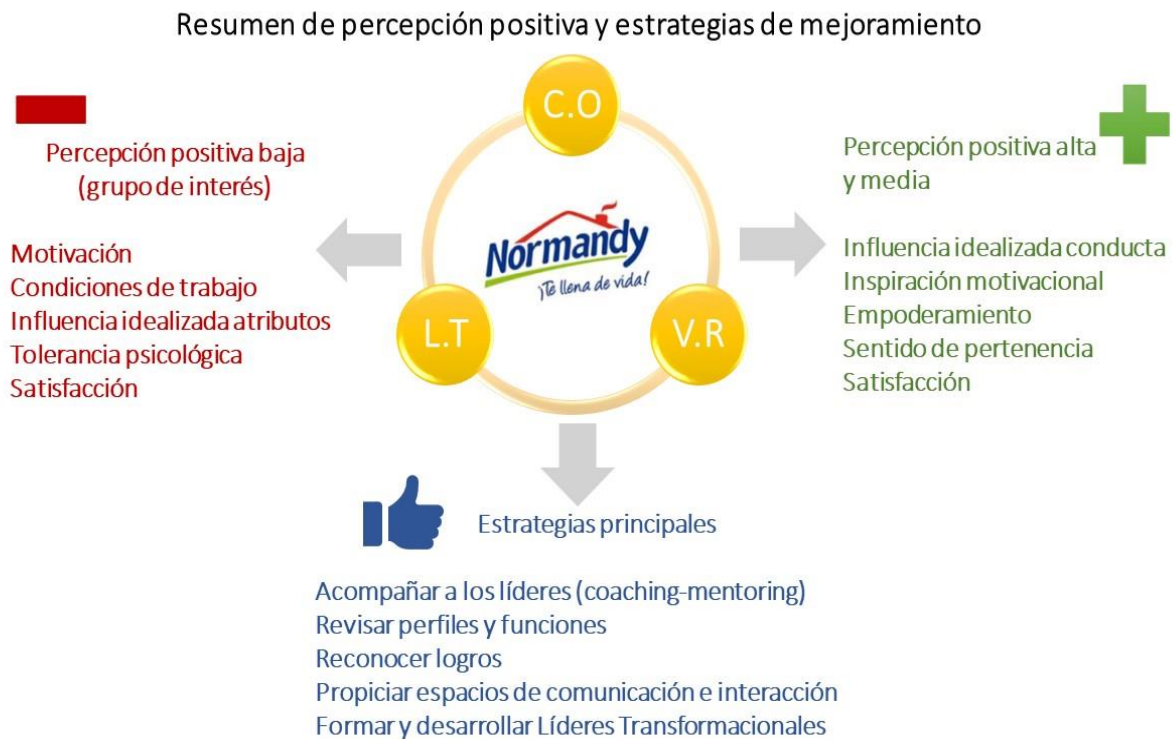 Resumen de percepción positiva y estrategias de mejoramiento
C.O
Percepción positiva baja
(grupo de interés)
Motivación
Condiciones de trabajo
Influencia idealizada atributos
Tolerancia psicológica
Satisfacción
Normandy
¡Te llena de vida!
L.T
V.R
Percepción positiva alta
y media
Influencia idealizada conducta
Inspiración motivacional
Empoderamiento
Sentido de pertenencia
Satisfacción
Estrategias principales
Acompañar a los líderes (coaching-mentoring)
Revisar perfiles y funciones
Reconocer logros
Propiciar espacios de comunicación e interacción
Formar y desarrollar Líderes Transformacionales